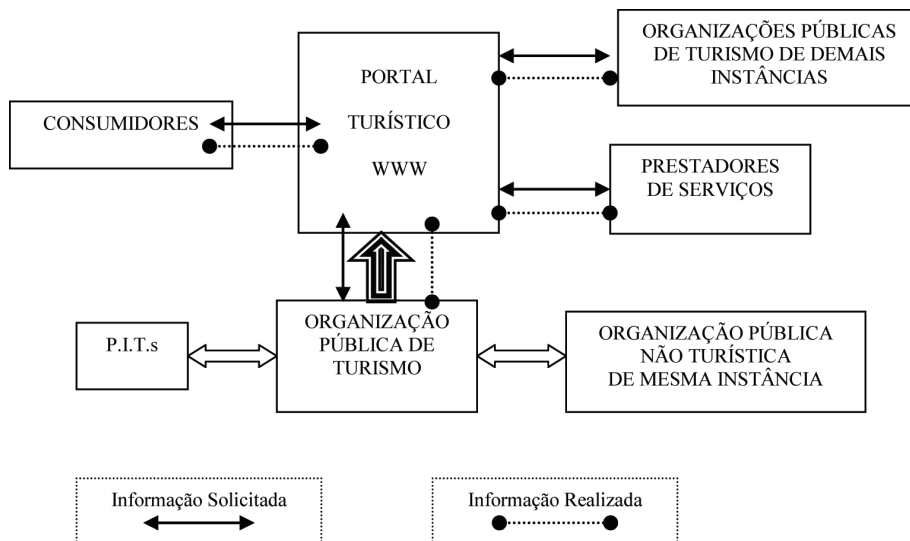 ORGANIZAÇÕES PÚBLICAS
DE TURISMO DE DEMAIS
INSTÂNCIAS
PORTAL
TURÍSTICO
WWW
CONSUMIDORES
PRESTADORES
DE SERVIÇOS
P.I.T.s
ORGANIZAÇÃO
PÚBLICA DE
TURISMO
ORGANIZAÇÃO PÚBLICA
NÃO TURÍSTICA
DE MESMA INSTÂNCIA
Informação Solicitada
Informação Realizada